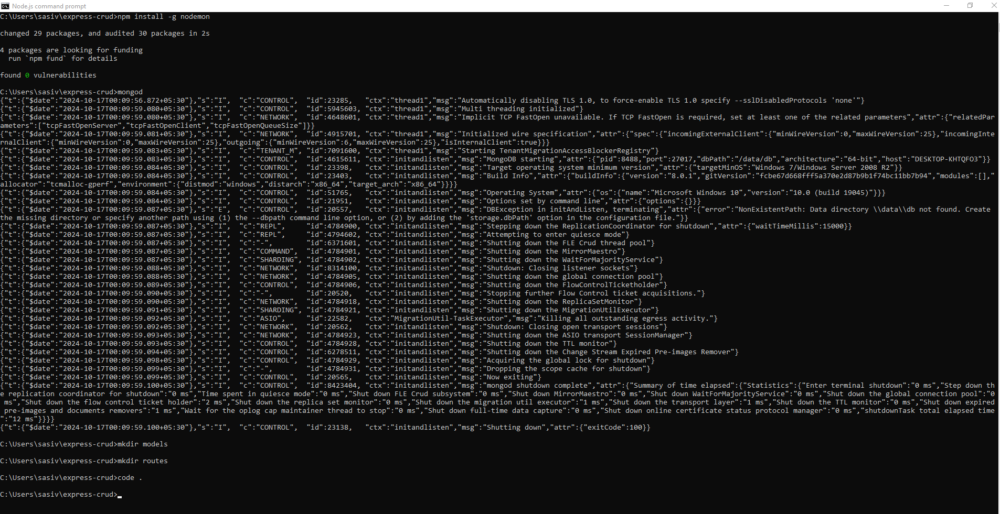 Node.js command prompt
C:\Users\sasiv\express-crud>npm install -g nodemon
changed 29 packages, and audited 30 packages in 2s
4 packages are looking for funding
  run `npm fund` for details
found 0 vulnerabilities
C:\Users\sasiv\express-crud>mongod
{"t":{"$date":"2024-10-17T00:09:56.872+05:30"},"s":"I",  "c":"CONTROL",  "id":23285,   "ctx":"thread1","msg":"Automatically disabling TLS 1.0, to force-enable TLS 1.0 specify --sslDisabledProtocols 'none'"}
{"t":{"$date":"2024-10-17T00:09:59.080+05:30"},"s":"I",  "c":"CONTROL",  "id":5945603, "ctx":"thread1","msg":"Multi threading initialized"}
{"t":{"$date":"2024-10-17T00:09:59.080+05:30"},"s":"I",  "c":"NETWORK",  "id":4648601, "ctx":"thread1","msg":"Implicit TCP FastOpen unavailable. If TCP FastOpen is required, set at least one of the related parameters","attr":{"relatedPar
ameters":["tcpFastOpenServer","tcpFastOpenClient","tcpFastOpenQueueSize"]}}
{"t":{"$date":"2024-10-17T00:09:59.081+05:30"},"s":"I",  "c":"NETWORK",  "id":4915701, "ctx":"thread1","msg":"Initialized wire specification","attr":{"spec":{"incomingExternalClient":{"minWireVersion":0,"maxWireVersion":25},"incomingInte
rnalClient":{"minWireVersion":0,"maxWireVersion":25},"outgoing":{"minWireVersion":6,"maxWireVersion":25},"isInternalClient":true}}}
{"t":{"$date":"2024-10-17T00:09:59.083+05:30"},"s":"I",  "c":"TENANT_M", "id":7091600, "ctx":"thread1","msg":"Starting TenantMigrationAccessBlockerRegistry"}
{"t":{"$date":"2024-10-17T00:09:59.083+05:30"},"s":"I",  "c":"CONTROL",  "id":4615611, "ctx":"initandlisten","msg":"MongoDB starting","attr":{"pid":8488,"port":27017,"dbPath":"/data/db","architecture":"64-bit","host":"DESKTOP-KHTQFO3"}}
{"t":{"$date":"2024-10-17T00:09:59.084+05:30"},"s":"I",  "c":"CONTROL",  "id":23398,   "ctx":"initandlisten","msg":"Target operating system minimum version","attr":{"targetMinOS":"Windows 7/Windows Server 2008 R2"}}
{"t":{"$date":"2024-10-17T00:09:59.084+05:30"},"s":"I",  "c":"CONTROL",  "id":23403,   "ctx":"initandlisten","msg":"Build Info","attr":{"buildInfo":{"version":"8.0.1","gitVersion":"fcbe67d668fff5a370e2d87b9b1f74bc11bb7b94","modules":[],"
allocator":"tcmalloc-gperf","environment":{"distmod":"windows","distarch":"x86_64","target_arch":"x86_64"}}}}
{"t":{"$date":"2024-10-17T00:09:59.084+05:30"},"s":"I",  "c":"CONTROL",  "id":51765,   "ctx":"initandlisten","msg":"Operating System","attr":{"os":{"name":"Microsoft Windows 10","version":"10.0 (build 19045)"}}}
{"t":{"$date":"2024-10-17T00:09:59.084+05:30"},"s":"I",  "c":"CONTROL",  "id":21951,   "ctx":"initandlisten","msg":"Options set by command line","attr":{"options":{}}}
{"t":{"$date":"2024-10-17T00:09:59.087+05:30"},"s":"E",  "c":"CONTROL",  "id":20557,   "ctx":"initandlisten","msg":"DBException in initAndListen, terminating","attr":{"error":"NonExistentPath: Data directory \\data\\db not found. Create 
the missing directory or specify another path using (1) the --dbpath command line option, or (2) by adding the 'storage.dbPath' option in the configuration file."}}
{"t":{"$date":"2024-10-17T00:09:59.087+05:30"},"s":"I",  "c":"REPL",     "id":4784900, "ctx":"initandlisten","msg":"Stepping down the ReplicationCoordinator for shutdown","attr":{"waitTimeMillis":15000}}
{"t":{"$date":"2024-10-17T00:09:59.087+05:30"},"s":"I",  "c":"REPL",     "id":4794602, "ctx":"initandlisten","msg":"Attempting to enter quiesce mode"}
{"t":{"$date":"2024-10-17T00:09:59.087+05:30"},"s":"I",  "c":"-",        "id":6371601, "ctx":"initandlisten","msg":"Shutting down the FLE Crud thread pool"}
{"t":{"$date":"2024-10-17T00:09:59.087+05:30"},"s":"I",  "c":"COMMAND",  "id":4784901, "ctx":"initandlisten","msg":"Shutting down the MirrorMaestro"}
{"t":{"$date":"2024-10-17T00:09:59.087+05:30"},"s":"I",  "c":"SHARDING", "id":4784902, "ctx":"initandlisten","msg":"Shutting down the WaitForMajorityService"}
{"t":{"$date":"2024-10-17T00:09:59.088+05:30"},"s":"I",  "c":"NETWORK",  "id":8314100, "ctx":"initandlisten","msg":"Shutdown: Closing listener sockets"}
{"t":{"$date":"2024-10-17T00:09:59.088+05:30"},"s":"I",  "c":"NETWORK",  "id":4784905, "ctx":"initandlisten","msg":"Shutting down the global connection pool"}
{"t":{"$date":"2024-10-17T00:09:59.089+05:30"},"s":"I",  "c":"CONTROL",  "id":4784906, "ctx":"initandlisten","msg":"Shutting down the FlowControlTicketholder"}
{"t":{"$date":"2024-10-17T00:09:59.090+05:30"},"s":"I",  "c":"-",        "id":20520,   "ctx":"initandlisten","msg":"Stopping further Flow Control ticket acquisitions."}
{"t":{"$date":"2024-10-17T00:09:59.090+05:30"},"s":"I",  "c":"NETWORK",  "id":4784918, "ctx":"initandlisten","msg":"Shutting down the ReplicaSetMonitor"}
{"t":{"$date":"2024-10-17T00:09:59.091+05:30"},"s":"I",  "c":"SHARDING", "id":4784921, "ctx":"initandlisten","msg":"Shutting down the MigrationUtilExecutor"}
{"t":{"$date":"2024-10-17T00:09:59.092+05:30"},"s":"I",  "c":"ASIO",     "id":22582,   "ctx":"MigrationUtil-TaskExecutor","msg":"Killing all outstanding egress activity."}
{"t":{"$date":"2024-10-17T00:09:59.092+05:30"},"s":"I",  "c":"NETWORK",  "id":20562,   "ctx":"initandlisten","msg":"Shutdown: Closing open transport sessions"}
{"t":{"$date":"2024-10-17T00:09:59.093+05:30"},"s":"I",  "c":"NETWORK",  "id":4784923, "ctx":"initandlisten","msg":"Shutting down the ASIO transport SessionManager"}
{"t":{"$date":"2024-10-17T00:09:59.093+05:30"},"s":"I",  "c":"CONTROL",  "id":4784928, "ctx":"initandlisten","msg":"Shutting down the TTL monitor"}
{"t":{"$date":"2024-10-17T00:09:59.094+05:30"},"s":"I",  "c":"CONTROL",  "id":6278511, "ctx":"initandlisten","msg":"Shutting down the Change Stream Expired Pre-images Remover"}
{"t":{"$date":"2024-10-17T00:09:59.098+05:30"},"s":"I",  "c":"CONTROL",  "id":4784929, "ctx":"initandlisten","msg":"Acquiring the global lock for shutdown"}
{"t":{"$date":"2024-10-17T00:09:59.099+05:30"},"s":"I",  "c":"-",        "id":4784931, "ctx":"initandlisten","msg":"Dropping the scope cache for shutdown"}
{"t":{"$date":"2024-10-17T00:09:59.099+05:30"},"s":"I",  "c":"CONTROL",  "id":20565,   "ctx":"initandlisten","msg":"Now exiting"}
{"t":{"$date":"2024-10-17T00:09:59.100+05:30"},"s":"I",  "c":"CONTROL",  "id":8423404, "ctx":"initandlisten","msg":"mongod shutdown complete","attr":{"Summary of time elapsed":{"Statistics":{"Enter terminal shutdown":"0 ms","Step down th
e replication coordinator for shutdown":"0 ms","Time spent in quiesce mode":"0 ms","Shut down FLE Crud subsystem":"0 ms","Shut down MirrorMaestro":"0 ms","Shut down WaitForMajorityService":"0 ms","Shut down the global connection pool":"0
 ms","Shut down the flow control ticket holder":"2 ms","Shut down the replica set monitor":"0 ms","Shut down the migration util executor":"1 ms","Shut down the transport layer":"1 ms","Shut down the TTL monitor":"0 ms","Shut down expired
 pre-images and documents removers":"1 ms","Wait for the oplog cap maintainer thread to stop":"0 ms","Shut down full-time data capture":"0 ms","Shut down online certificate status protocol manager":"0 ms","shutdownTask total elapsed time
":"12 ms"}}}}
{"t":{"$date":"2024-10-17T00:09:59.100+05:30"},"s":"I",  "c":"CONTROL",  "id":23138,   "ctx":"initandlisten","msg":"Shutting down","attr":{"exitCode":100}}
C:\Users\sasiv\express-crud>mkdir models
C:\Users\sasiv\express-crud>mkdir routes
C:\Users\sasiv\express-crud>code .
C:\Users\sasiv\express-crud>